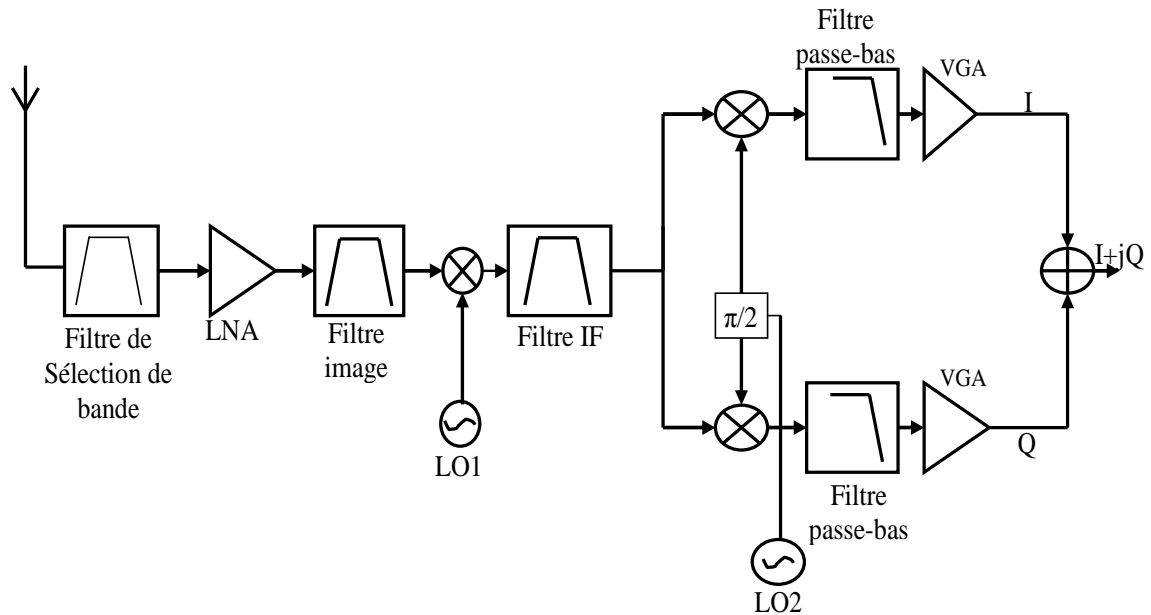 Filtre
passe-bas
VGA
I
Filtre de
Sélection de
bande
LNA
Filtre
image
LO1
Filtre IF
π/2
I+jQ
VGA
Q
Filtre
passe-bas
LO2